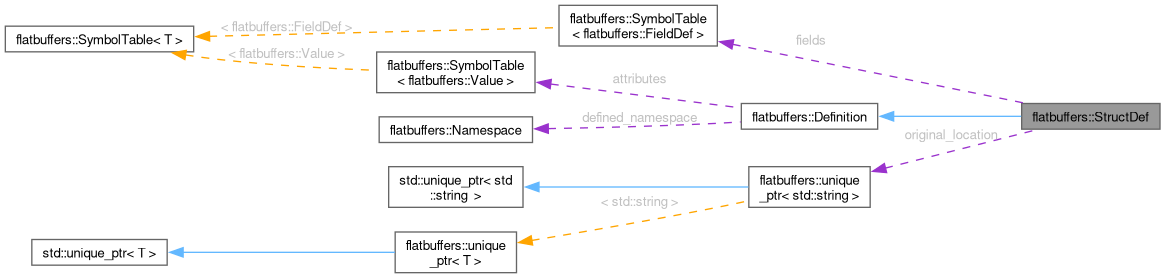 flatbuffers::SymbolTable
< flatbuffers::FieldDef >
< flatbuffers::FieldDef >
flatbuffers::SymbolTable< T >
fields
< flatbuffers::Value >
flatbuffers::SymbolTable
< flatbuffers::Value >
attributes
flatbuffers::Definition
flatbuffers::StructDef
defined_namespace
flatbuffers::Namespace
original_location
std::unique_ptr< std
::string >
flatbuffers::unique
_ptr< std::string >
< std::string >
std::unique_ptr< T >
flatbuffers::unique
_ptr< T >